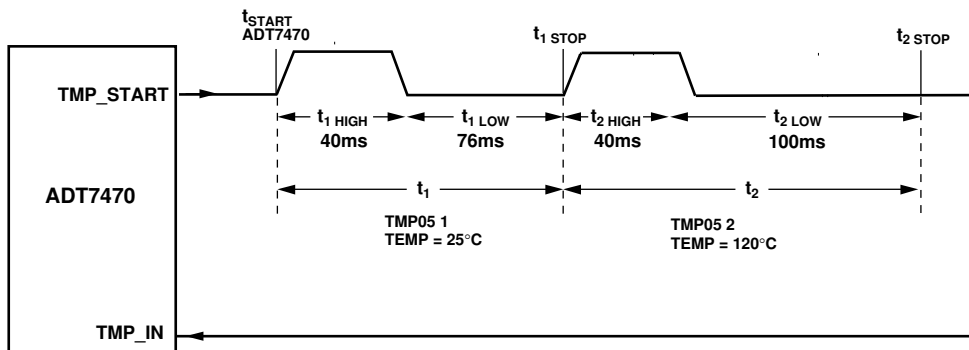 tSTART
ADT7470
t1 STOP
t2 STOP
TMP_START
t1 HIGH
40ms
t1 LOW
76ms
t2 HIGH
40ms
t2 LOW
100ms
ADT7470
t1
t2
TMP05 1
TEMP = 25°C
TMP05 2
TEMP = 120°C
TMP_IN